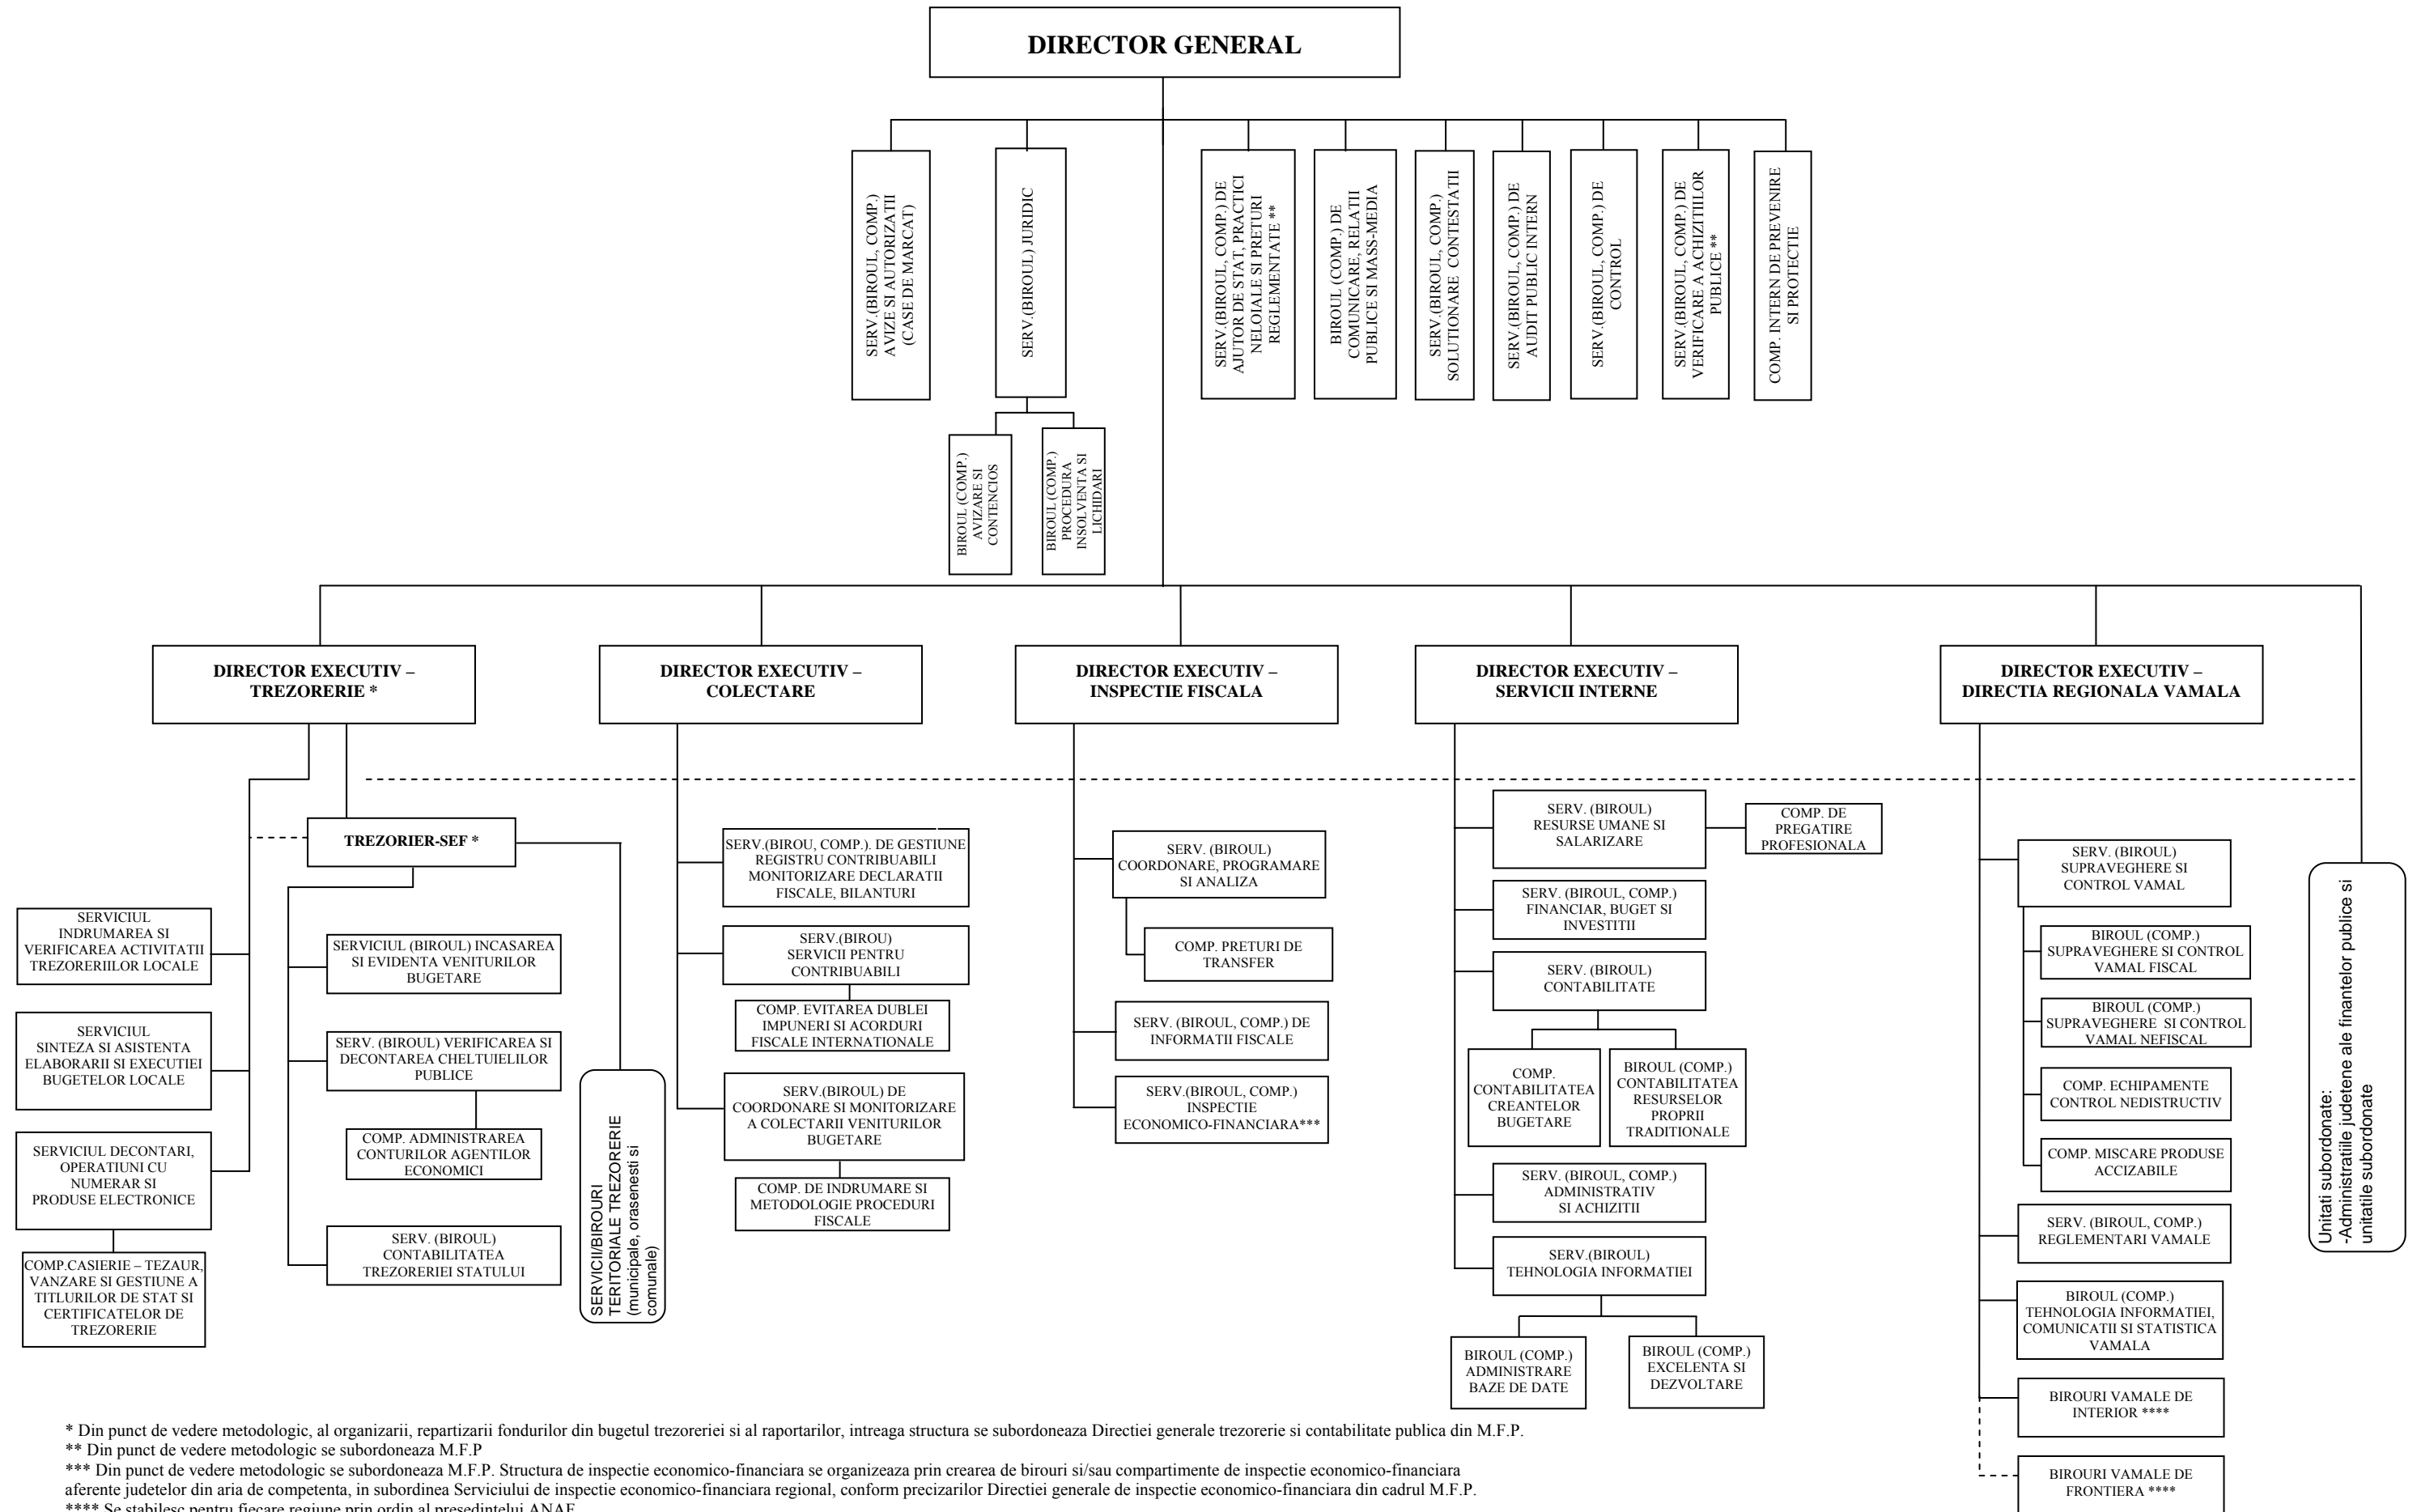 DIRECTOR GENERAL
SERV.(BIROUL, COMP.)
AVIZE SI AUTORIZATII
(CASE DE MARCAT)
SERV.(BIROUL) JURIDIC
SERV.(BIROUL, COMP.) DE
AJUTOR DE STAT, PRACTICI
NELOIALE SI PRETURI
REGLEMENTATE **
BIROUL (COMP.) DE
COMUNICARE, RELATII
PUBLICE SI MASS-MEDIA
SERV.(BIROUL, COMP.)
SOLUTIONARE CONTESTATII
SERV.(BIROUL, COMP.) DE
AUDIT PUBLIC INTERN
SERV.(BIROUL, COMP.) DE
CONTROL
SERV.(BIROUL, COMP.) DE
VERIFICARE A ACHIZITIILOR
PUBLICE **
COMP. INTERN DE PREVENIRE
SI PROTECTIE
BIROUL (COMP.)
AVIZARE SI
CONTENCIOS
BIROUL (COMP.)
PROCEDURA
INSOLVENTA SI
LICHIDARI
DIRECTOR EXECUTIV –
TREZORERIE *
DIRECTOR EXECUTIV –
COLECTARE
DIRECTOR EXECUTIV –
INSPECTIE FISCALA
DIRECTOR EXECUTIV –
SERVICII INTERNE
DIRECTOR EXECUTIV –
DIRECTIA REGIONALA VAMALA
SERVICIUL
INDRUMAREA SI
VERIFICAREA ACTIVITATII
TREZORERIILOR LOCALE
SERVICIUL
SINTEZA SI ASISTENTA
ELABORARII SI EXECUTIEI
BUGETELOR LOCALE
SERVICIUL DECONTARI,
OPERATIUNI CU
NUMERAR SI
PRODUSE ELECTRONICE
COMP.CASIERIE – TEZAUR,
VANZARE SI GESTIUNE A
TITLURILOR DE STAT SI
CERTIFICATELOR DE
TREZORERIE
TREZORIER-SEF *
SERVICIUL (BIROUL) INCASAREA
SI EVIDENTA VENITURILOR
BUGETARE
SERV. (BIROUL) VERIFICAREA SI
DECONTAREA CHELTUIELILOR
PUBLICE
COMP. ADMINISTRAREA
CONTURILOR AGENTILOR
ECONOMICI
SERV. (BIROUL)
CONTABILITATEA
TREZORERIEI STATULUI
SERVICII/BIROURI
TERITORIALE TREZORERIE
(municipale, orasenesti si
comunale)
SERV.(BIROU, COMP.). DE GESTIUNE
REGISTRU CONTRIBUABILI
MONITORIZARE DECLARATII
FISCALE, BILANTURI
SERV.(BIROU)
SERVICII PENTRU
CONTRIBUABILI
COMP. EVITAREA DUBLEI
IMPUNERI SI ACORDURI
FISCALE INTERNATIONALE
SERV.(BIROUL) DE
COORDONARE SI MONITORIZARE
A COLECTARII VENITURILOR
BUGETARE
COMP. DE INDRUMARE SI
METODOLOGIE PROCEDURI
FISCALE
SERV. (BIROUL)
COORDONARE, PROGRAMARE
SI ANALIZA
COMP. PRETURI DE
TRANSFER
SERV. (BIROUL, COMP.) DE
INFORMATII FISCALE
SERV.(BIROUL, COMP.)
INSPECTIE
ECONOMICO-FINANCIARA***
SERV. (BIROUL)
RESURSE UMANE SI
SALARIZARE
COMP. DE
PREGATIRE
PROFESIONALA
SERV. (BIROUL, COMP.)
FINANCIAR, BUGET SI
INVESTITII
SERV. (BIROUL)
CONTABILITATE
COMP.
CONTABILITATEA
CREANTELOR
BUGETARE
BIROUL (COMP.)
CONTABILITATEA
RESURSELOR
PROPRII
TRADITIONALE
SERV. (BIROUL, COMP.)
ADMINISTRATIV
SI ACHIZITII
SERV.(BIROUL)
TEHNOLOGIA INFORMATIEI
BIROUL (COMP.)
ADMINISTRARE
BAZE DE DATE
BIROUL (COMP.)
EXCELENTA SI
DEZVOLTARE
SERV. (BIROUL)
SUPRAVEGHERE SI
CONTROL VAMAL
BIROUL (COMP.)
SUPRAVEGHERE SI CONTROL
VAMAL FISCAL
BIROUL (COMP.)
SUPRAVEGHERE SI CONTROL
VAMAL NEFISCAL
COMP. ECHIPAMENTE
CONTROL NEDISTRUCTIV
COMP. MISCARE PRODUSE
ACCIZABILE
SERV. (BIROUL, COMP.)
REGLEMENTARI VAMALE
BIROUL (COMP.)
TEHNOLOGIA INFORMATIEI,
COMUNICATII SI STATISTICA
VAMALA
BIROURI VAMALE DE
INTERIOR ****
BIROURI VAMALE DE
FRONTIERA ****
Unitati subordonate:
-Administratiile judetene ale finantelor publice si
unitatile subordonate
* Din punct de vedere metodologic, al organizarii, repartizarii fondurilor din bugetul trezoreriei si al raportarilor, intreaga structura se subordoneaza Directiei generale trezorerie si contabilitate publica din M.F.P.
** Din punct de vedere metodologic se subordoneaza M.F.P
*** Din punct de vedere metodologic se subordoneaza M.F.P. Structura de inspectie economico-financiara se organizeaza prin crearea de birouri si/sau compartimente de inspectie economico-financiara
aferente judetelor din aria de competenta, in subordinea Serviciului de inspectie economico-financiara regional, conform precizarilor Directiei generale de inspectie economico-financiara din cadrul M.F.P.
**** Se stabilesc pentru fiecare regiune prin ordin al presedintelui ANAF